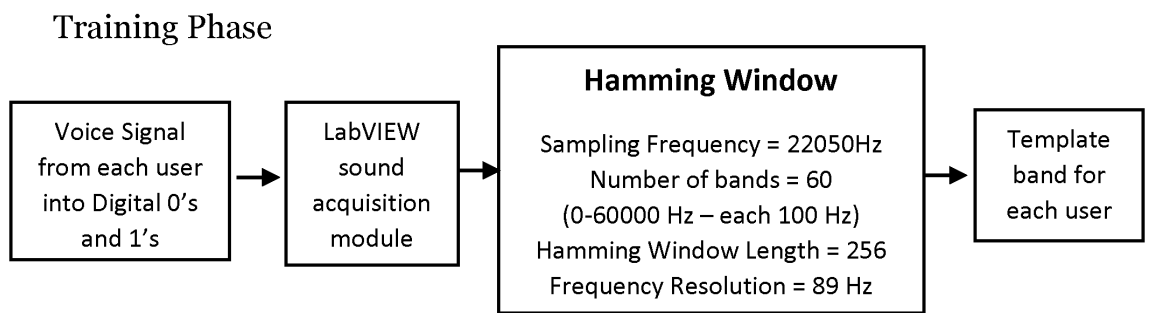 Training Phase
Voice Signal
from each user
into Digital 0’s
and 1’s
LabVIEW
sound
acquisition
module
Hamming Window
Sampling Frequency = 22050Hz
Number of bands = 60
(0-60000 Hz – each 100 Hz)
Hamming Window Length = 256
Frequency Resolution = 89 Hz
Template
band for
each user